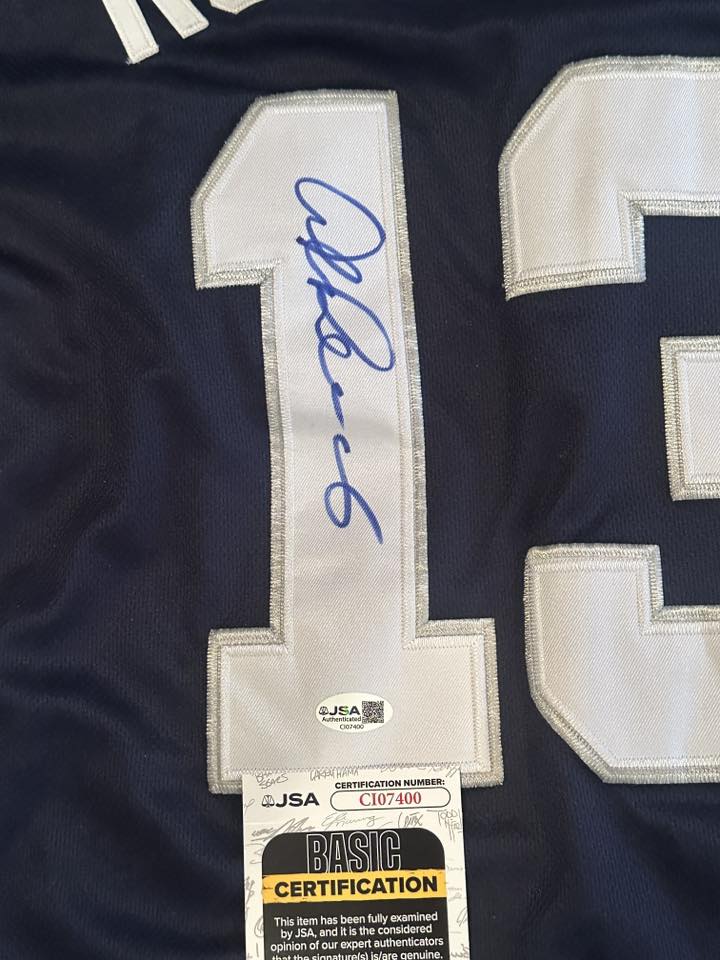 13
JSA
Authenticated
CI07400
CERTIFICATION NUMBER:
JSA CI07400
BASIC
CERTIFICATION
This item has been fully examined
by JSA, and it is the considered
opinion of our expert authenticators
that the signature(s) is/are genuine.